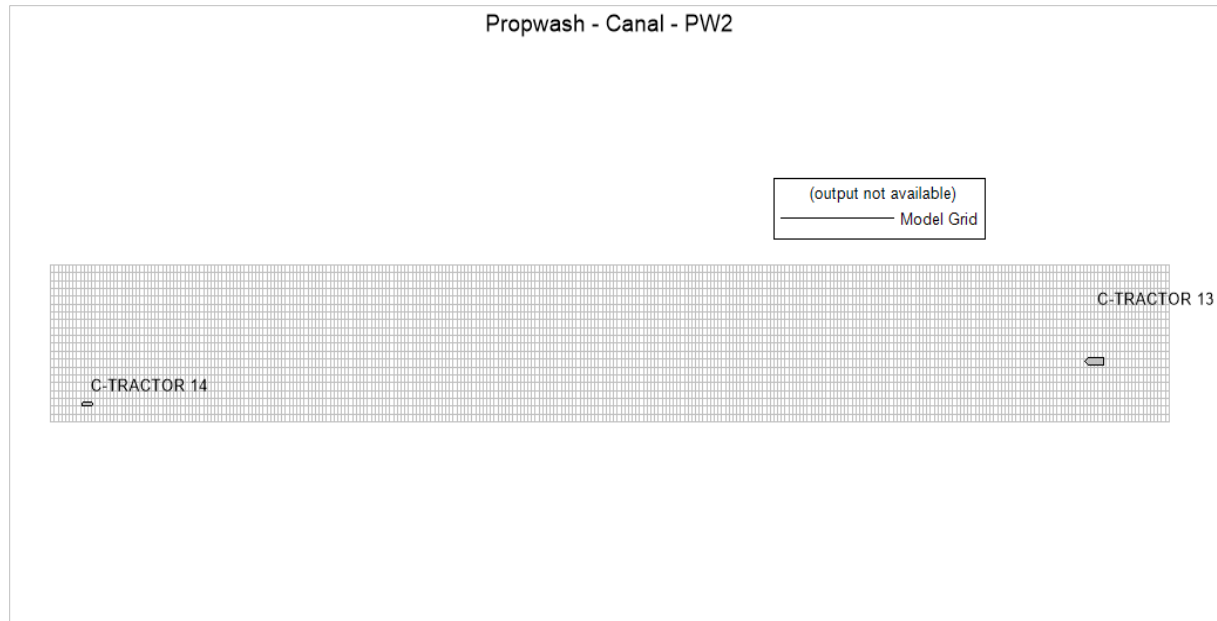 Propwash - Canal - PW2
(output not available)
Model Grid
C-TRACTOR 13
C-TRACTOR 14